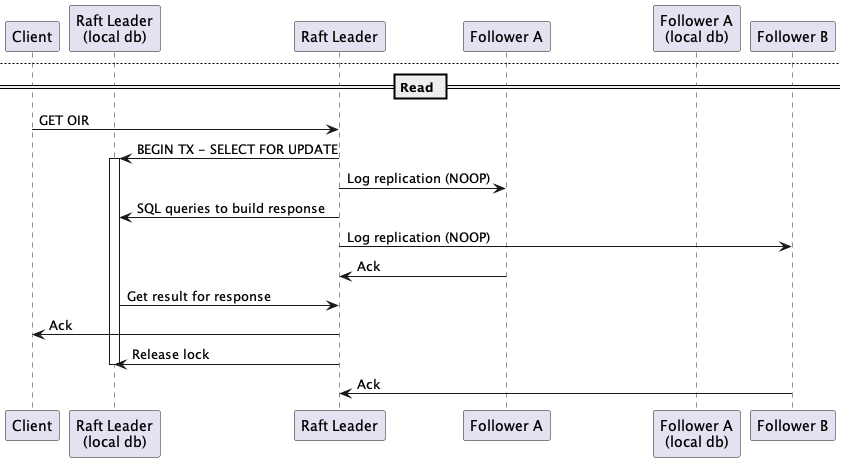 Client
Raft Leader
(local db)
Raft Leader
Follower A
Follower A
(local db)
Follower B
Read
GET OIR
BEGIN TX - SELECT FOR UPDATE
Log replication (NOOP)
SQL queries to build response
Log replication (NOOP)
Ack
Get result for response
Ack
Release lock
Ack
Client
Raft Leader
(local db)
Raft Leader
Follower A
Follower A
(local db)
Follower B